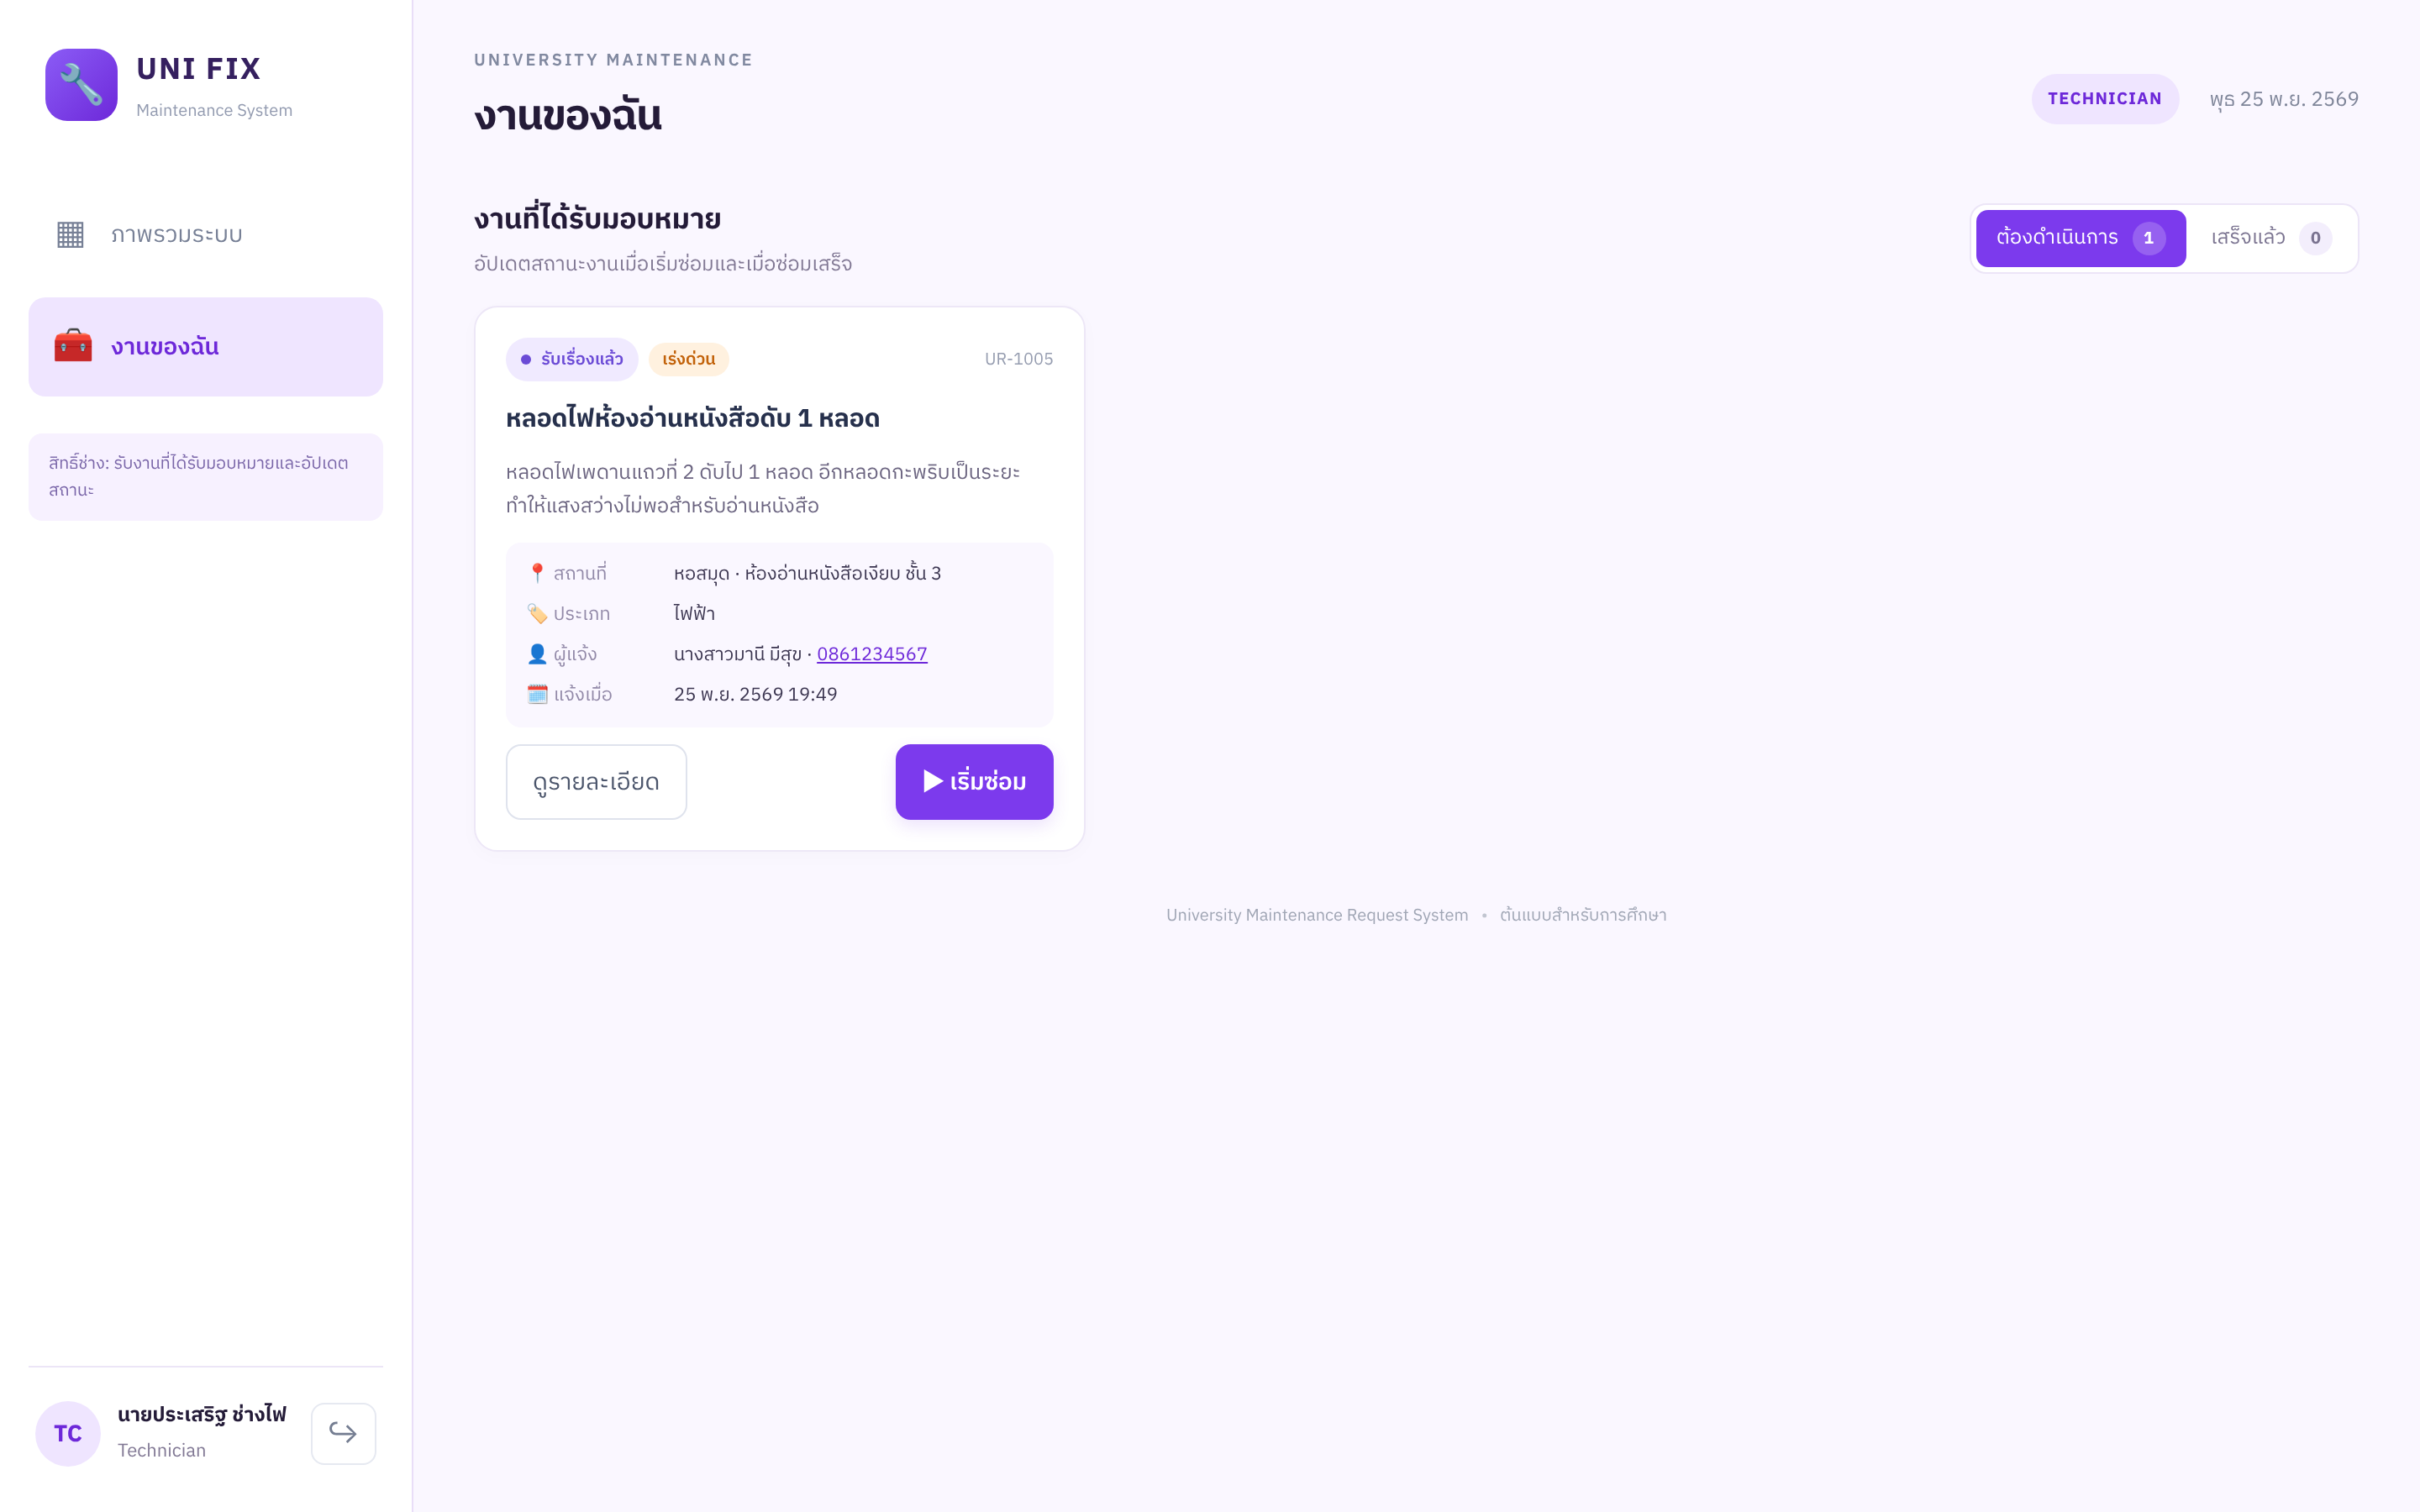 UNI FIX
Maintenance System
ภาพรวมระบบ
งานของฉัน
สิทธิ์ช่าง: รับงานที่ได้รับมอบหมายและอัปเดต
สถานะ
TC
นายประเสริฐ ช่างไฟ
Technician
UNIVERSITY MAINTENANCE
งานของฉัน
TECHNICIAN
พุธ 25 พ.ย. 2569
งานที่ได้รับมอบหมาย
อัปเดตสถานะงานเมื่อเริ่มซ่อมและเมื่อซ่อมเสร็จ
ต้องดำเนินการ 1
เสร็จแล้ว 0
รับเรื่องแล้ว
เร่งด่วน
UR-1005
หลอดไฟห้องอ่านหนังสือดับ 1 หลอด
หลอดไฟเพดานแถวที่ 2 ดับไป 1 หลอด อีกหลอดกะพริบเป็นระยะ
ทำให้แสงสว่างไม่พอสำหรับอ่านหนังสือ
สถานที่ หอสมุด · ห้องอ่านหนังสือเงียบ ชั้น 3
ประเภท ไฟฟ้า
ผู้แจ้ง นางสาวมานี มีสุข · 0861234567
แจ้งเมื่อ 25 พ.ย. 2569 19:49
ดูรายละเอียด
▶ เริ่มซ่อม
University Maintenance Request System • ต้นแบบสำหรับการศึกษา